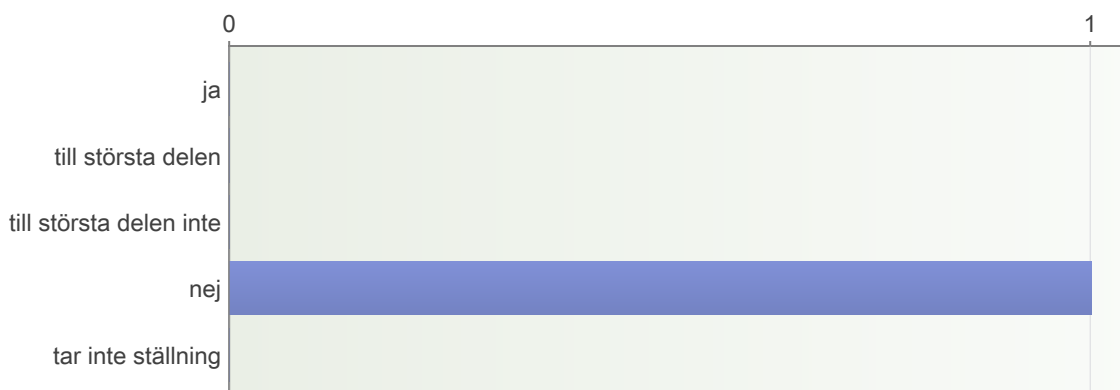 0 1
ja
till största delen
till största delen inte
nej
tar inte ställning